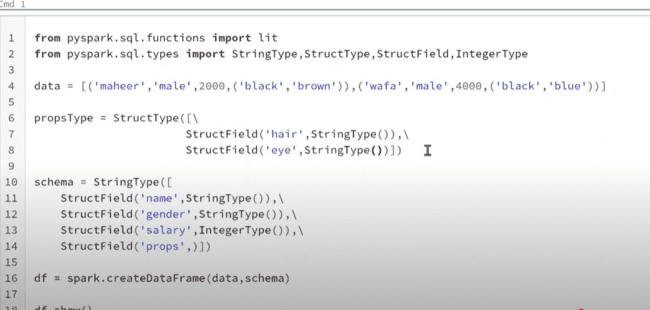 Cmd 1
1 from pyspark.sql.functions import lit
2 from pyspark.sql.types import StringType,StructType,StructField,IntegerType
3
4 data = [('maheer','male',2000,('black','brown')),('wafa','male',4000,('black','blue'))]
5
6 propsType = StructType([\
7                     StructField('hair',StringType()),\
8                     StructField('eye',StringType())])
9
10 schema = StringType([
11     StructField('name',StringType()),\
12     StructField('gender',StringType()),\
13     StructField('salary',IntegerType()),\
14     StructField('props',)])
15
16 df = spark.createDataFrame(data,schema)
17
18 df.show()